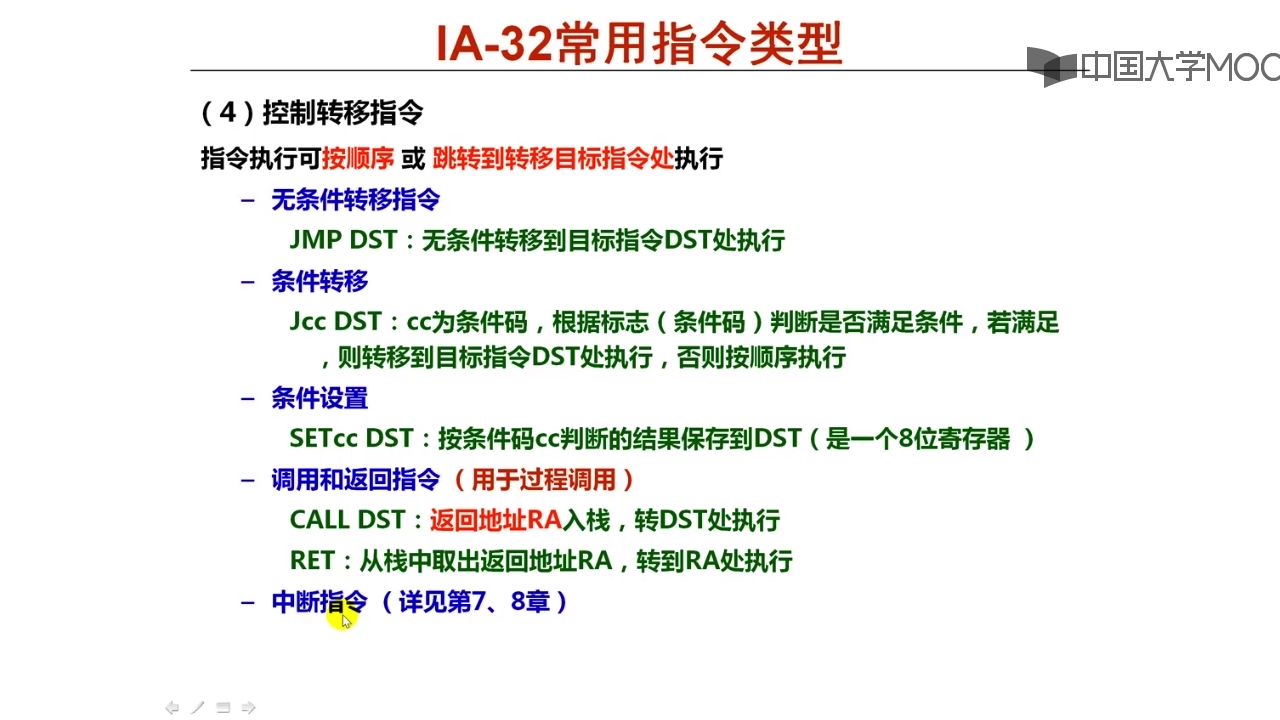 IA-32常用指令类型
中国大学MOO
（4）控制转移指令
指令执行可按顺序 或 跳转到转移目标指令处执行
– 无条件转移指令
JMP DST：无条件转移到目标指令DST处执行
– 条件转移
Jcc DST：cc为条件码，根据标志（条件码）判断是否满足条件，若满足
，则转移到目标指令DST处执行，否则按顺序执行
– 条件设置
SETcc DST：按条件码cc判断的结果保存到DST（是一个8位寄存器 ）
– 调用和返回指令 （用于过程调用）
CALL DST：返回地址RA入栈，转DST处执行
RET：从栈中取出返回地址RA，转到RA处执行
– 中断指令 （详见第7、8章）